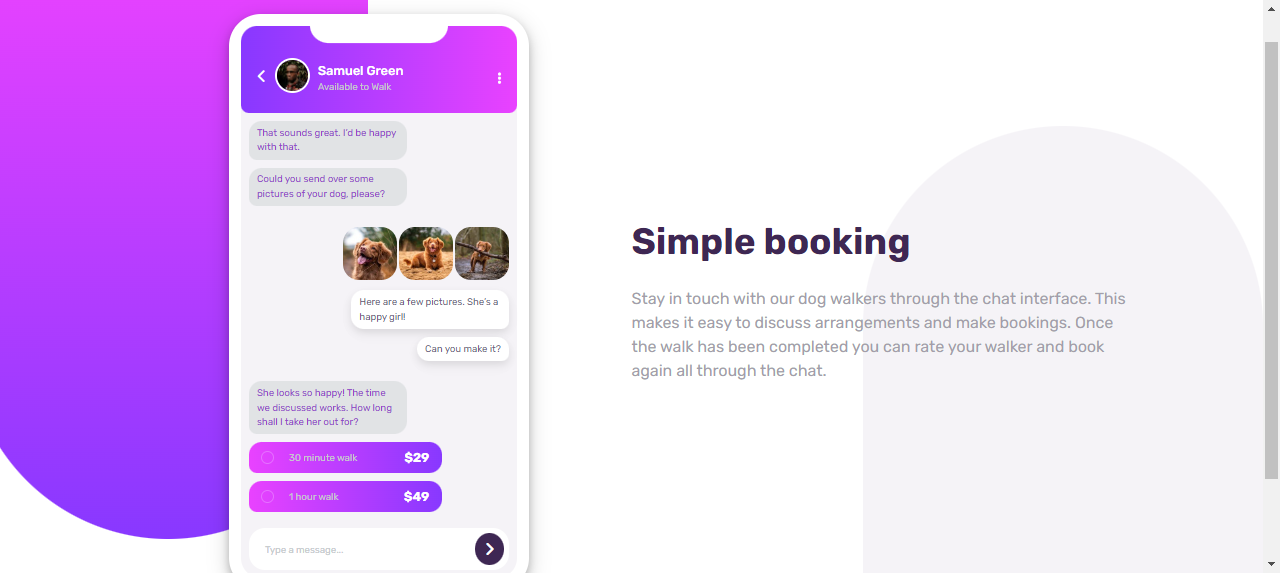 Samuel Green
Available to Walk
That sounds great. I'd be happy
with that.
Could you send over some
pictures of your dog, please?
Here are a few pictures. She's a
happy girl!
Can you make it?
She looks so happy! The time
we discussed works. How long
shall I take her out for?
30 minute walk $29
1 hour walk $49
Type a message...
Simple booking
Stay in touch with our dog walkers through the chat interface. This
makes it easy to discuss arrangements and make bookings. Once
the walk has been completed you can rate your walker and book
again all through the chat.